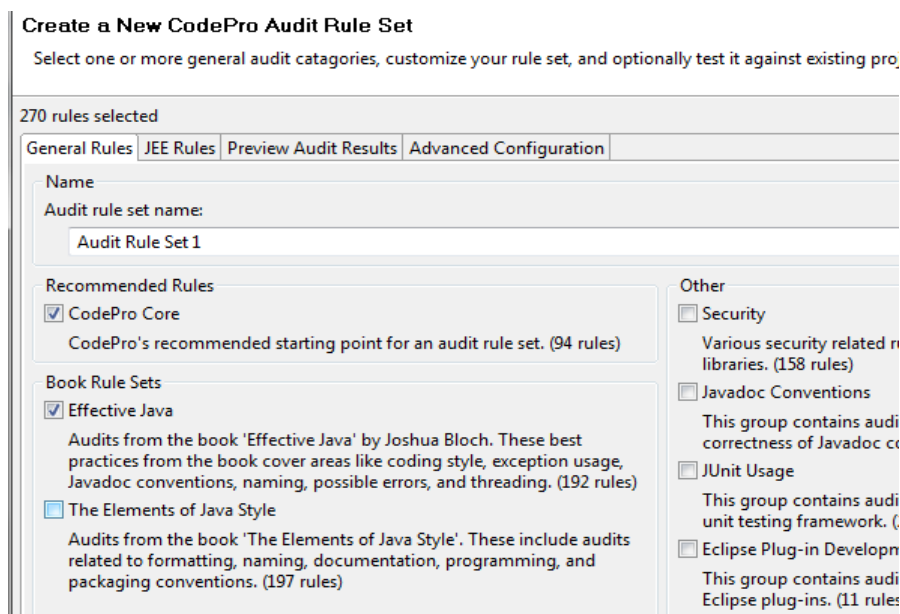 Create a New CodePro Audit Rule Set
Select one or more general audit catagories, customize your rule set, and optionally test it against existing
270 rules selected
General Rules JEE Rules Preview Audit Results Advanced Configuration
Name
Audit rule set name:
Audit Rule Set 1
Recommended Rules
CodePro Core
CodePro's recommended starting point for an audit rule set. (94 rules)
Book Rule Sets
Effective Java
Audits from the book 'Effective Java' by Joshua Bloch. These best
practices from the book cover areas like coding style, exception usage,
Javadoc conventions, naming, possible errors, and threading. (192 rules)
The Elements of Java Style
Audits from the book 'The Elements of Java Style'. These include audits
related to formatting, naming, documentation, programming, and
packaging conventions. (197 rules)
Other
Security
Various security related
libraries. (158 rules)
Javadoc Conventions
This group contains audi
correctness of Javadoc
JUnit Usage
This group contains audi
unit testing framework.
Eclipse Plug-in Developm
This group contains audi
Eclipse plug-ins. (11 rules